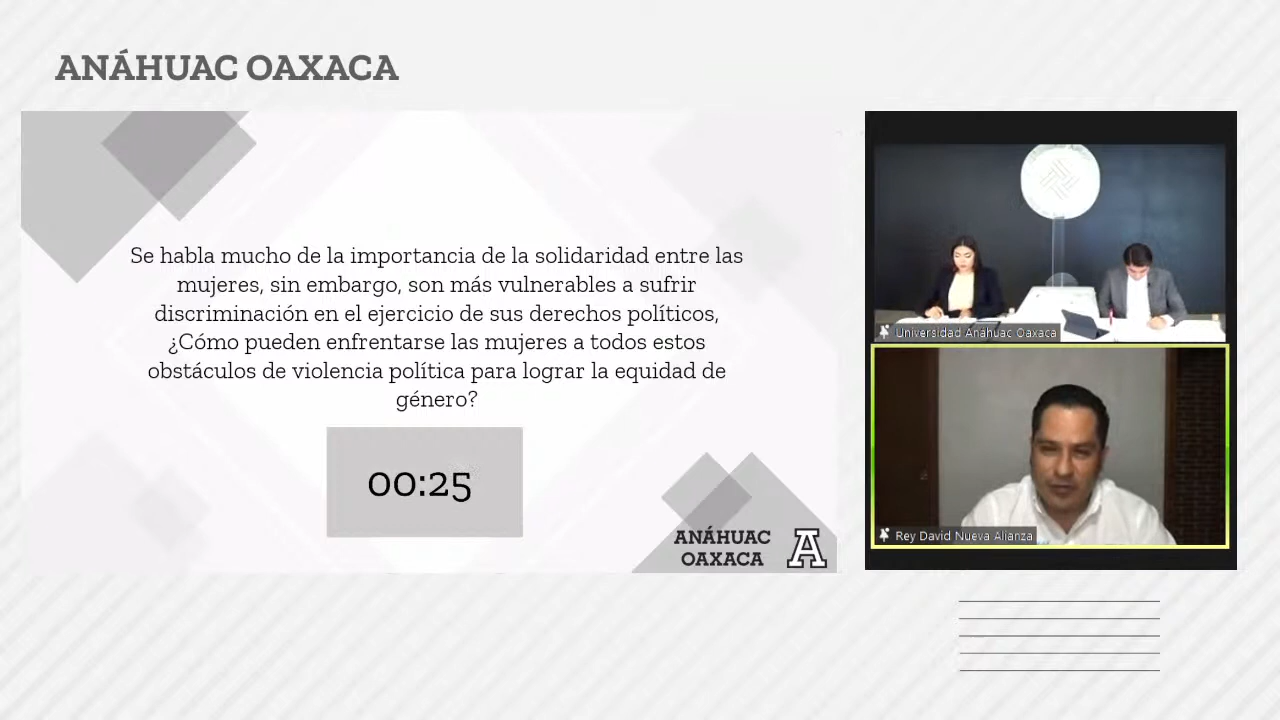 ANÁHUAC OAXACA
Se habla mucho de la importancia de la solidaridad entre las
mujeres, sin embargo, son más vulnerables a sufrir
discriminación en el ejercicio de sus derechos políticos,
¿Cómo pueden enfrentarse las mujeres a todos estos
obstáculos de violencia política para lograr la equidad de
género?
00:25
ANÁHUAC
OAXACA
A
Universidad Anahuac Oaxaca
Rey David Nueva Alianza